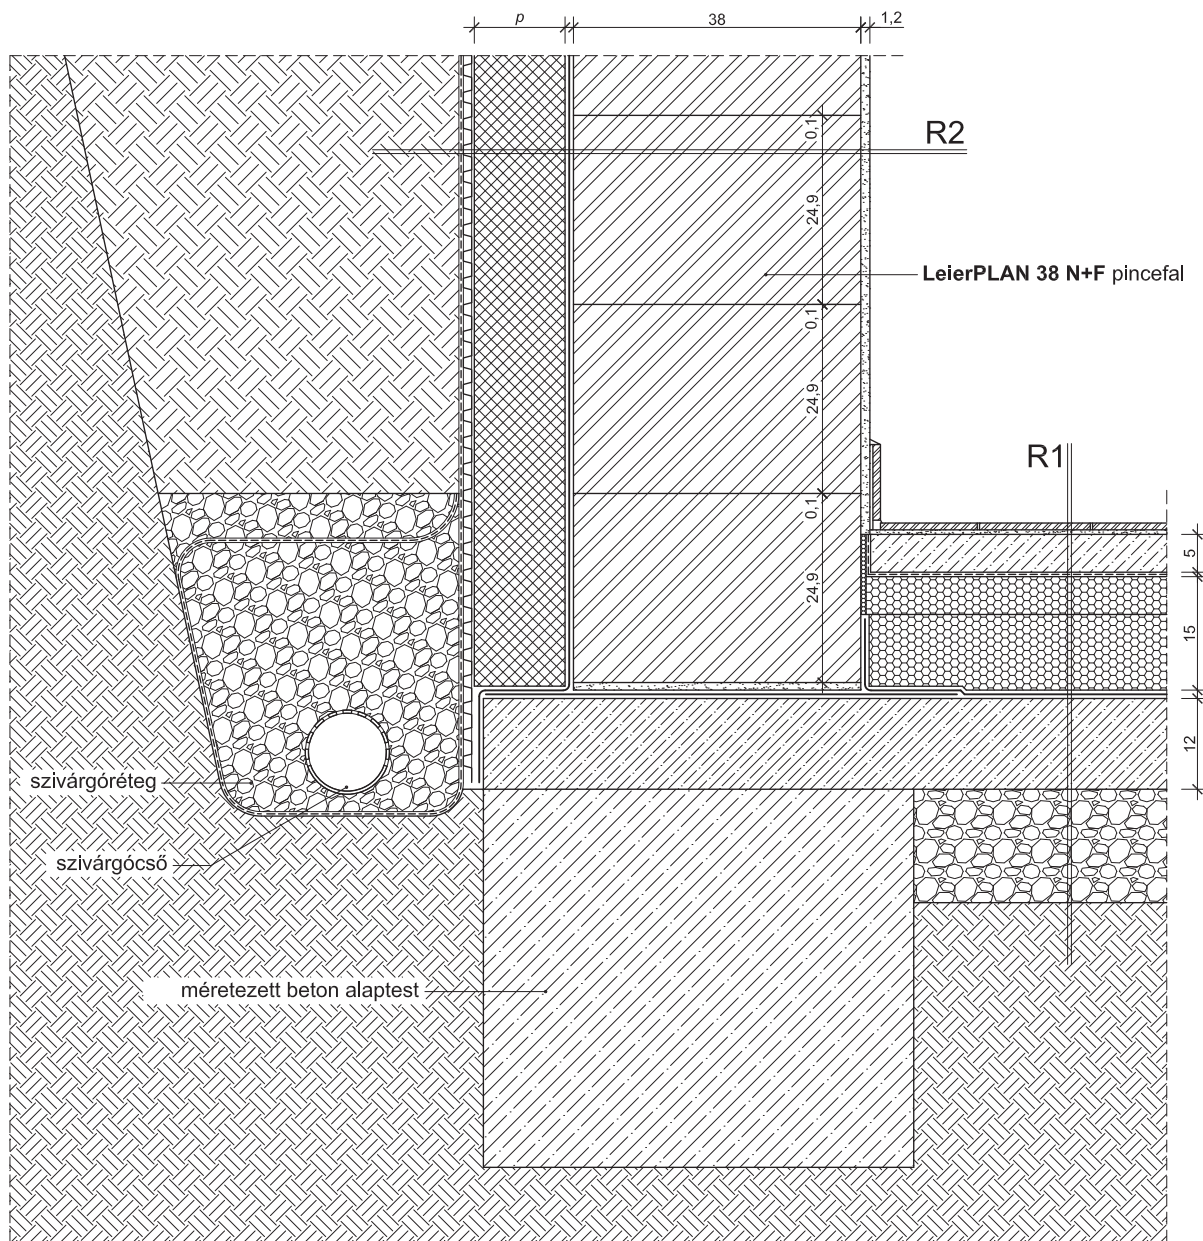 p 38 1,2
0,1
R2
24,9
LeierPLAN 38 N+F pincefal
0,1
24,9
R1
0,1
5
24,9
15
12
szivárgóréteg
szivárgócső
méretezett beton alaptest